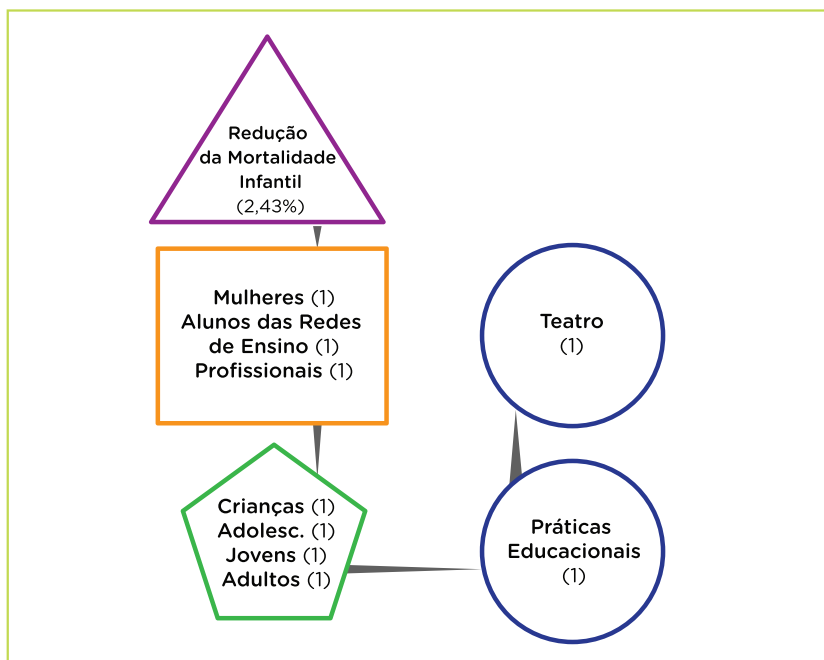 Redução
da Mortalidade
Infantil
(2,43%)
Mulheres (1)
Alunos das Redes
de Ensino (1)
Profissionais (1)
Crianças (1)
Adolesc. (1)
Jovens (1)
Adultos (1)
Práticas
Educacionais
(1)
Teatro
(1)